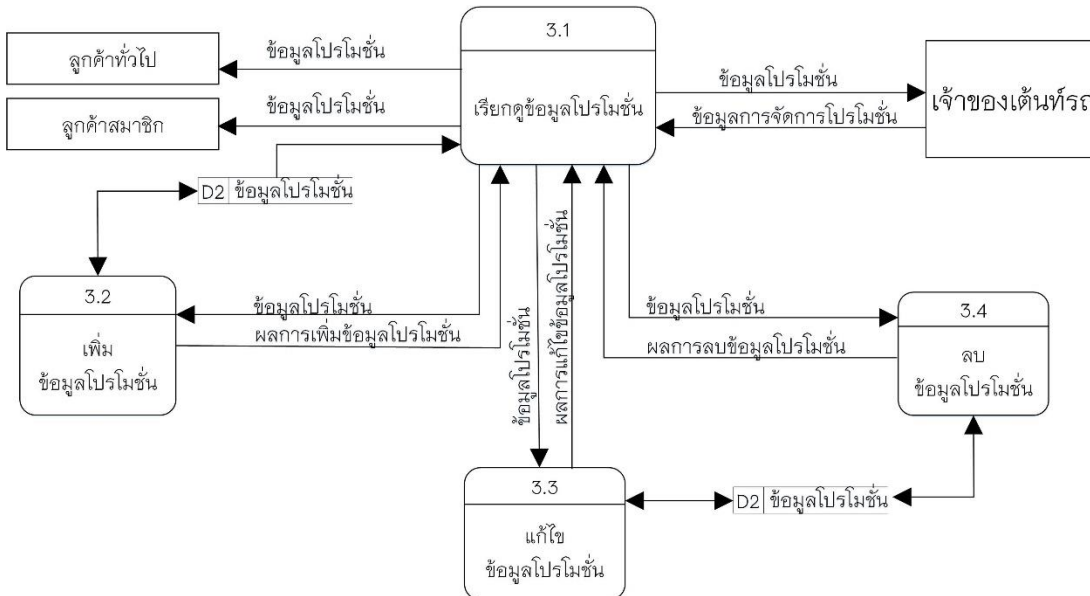 3.1
เรียกดูข้อมูลโปรโมชั่น
ลูกค้าทั่วไป
ข้อมูลโปรโมชั่น
ลูกค้าสมาชิก
ข้อมูลโปรโมชั่น
ข้อมูลโปรโมชั่น
ข้อมูลการจัดการโปรโมชั่น
เจ้าของเต้นท์รถ
D2 ข้อมูลโปรโมชั่น
3.2
เพิ่ม
ข้อมูลโปรโมชั่น
ข้อมูลโปรโมชั่น
ผลการเพิ่มข้อมูลโปรโมชั่น
ข้อมูลโปรโมชั่น
ผลการแก้ไขข้อมูลโปรโมชั่น
ข้อมูลโปรโมชั่น
ผลการลบข้อมูลโปรโมชั่น
3.4
ลบ
ข้อมูลโปรโมชั่น
3.3
แก้ไข
ข้อมูลโปรโมชั่น
D2 ข้อมูลโปรโมชั่น